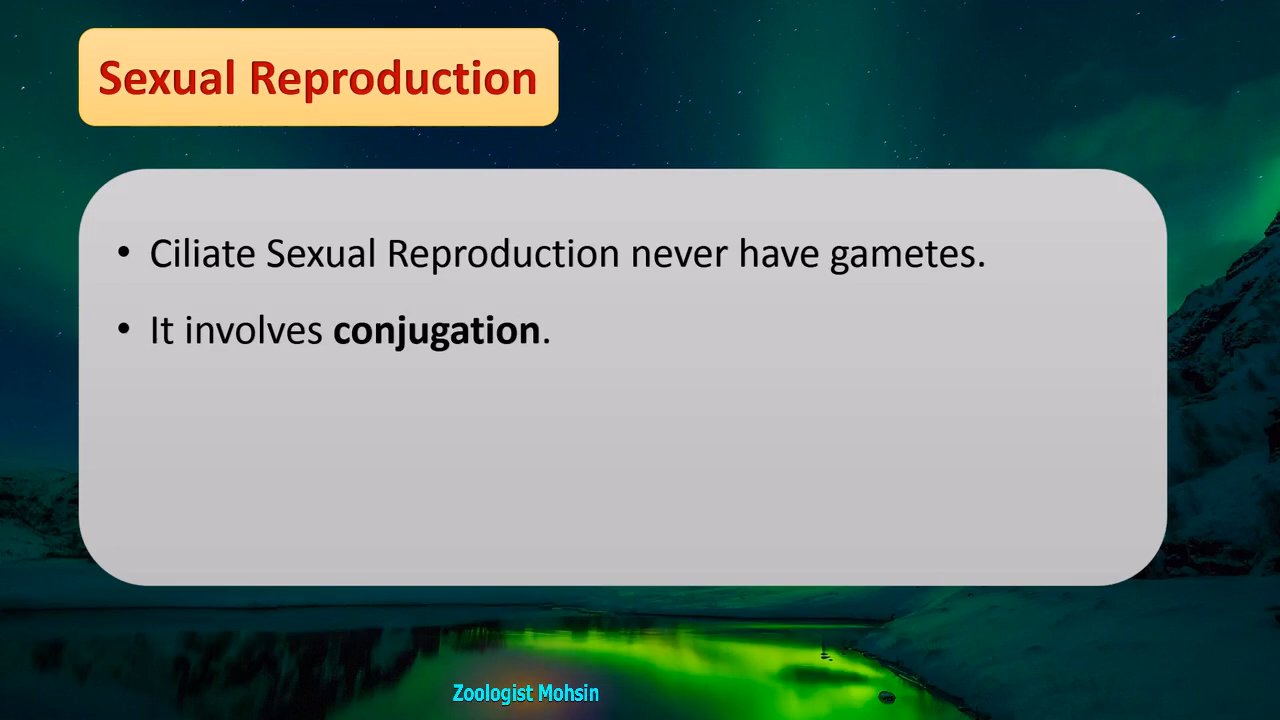 Sexual Reproduction
• Ciliate Sexual Reproduction never have gametes.
• It involves conjugation.
Zoologist Mohsin